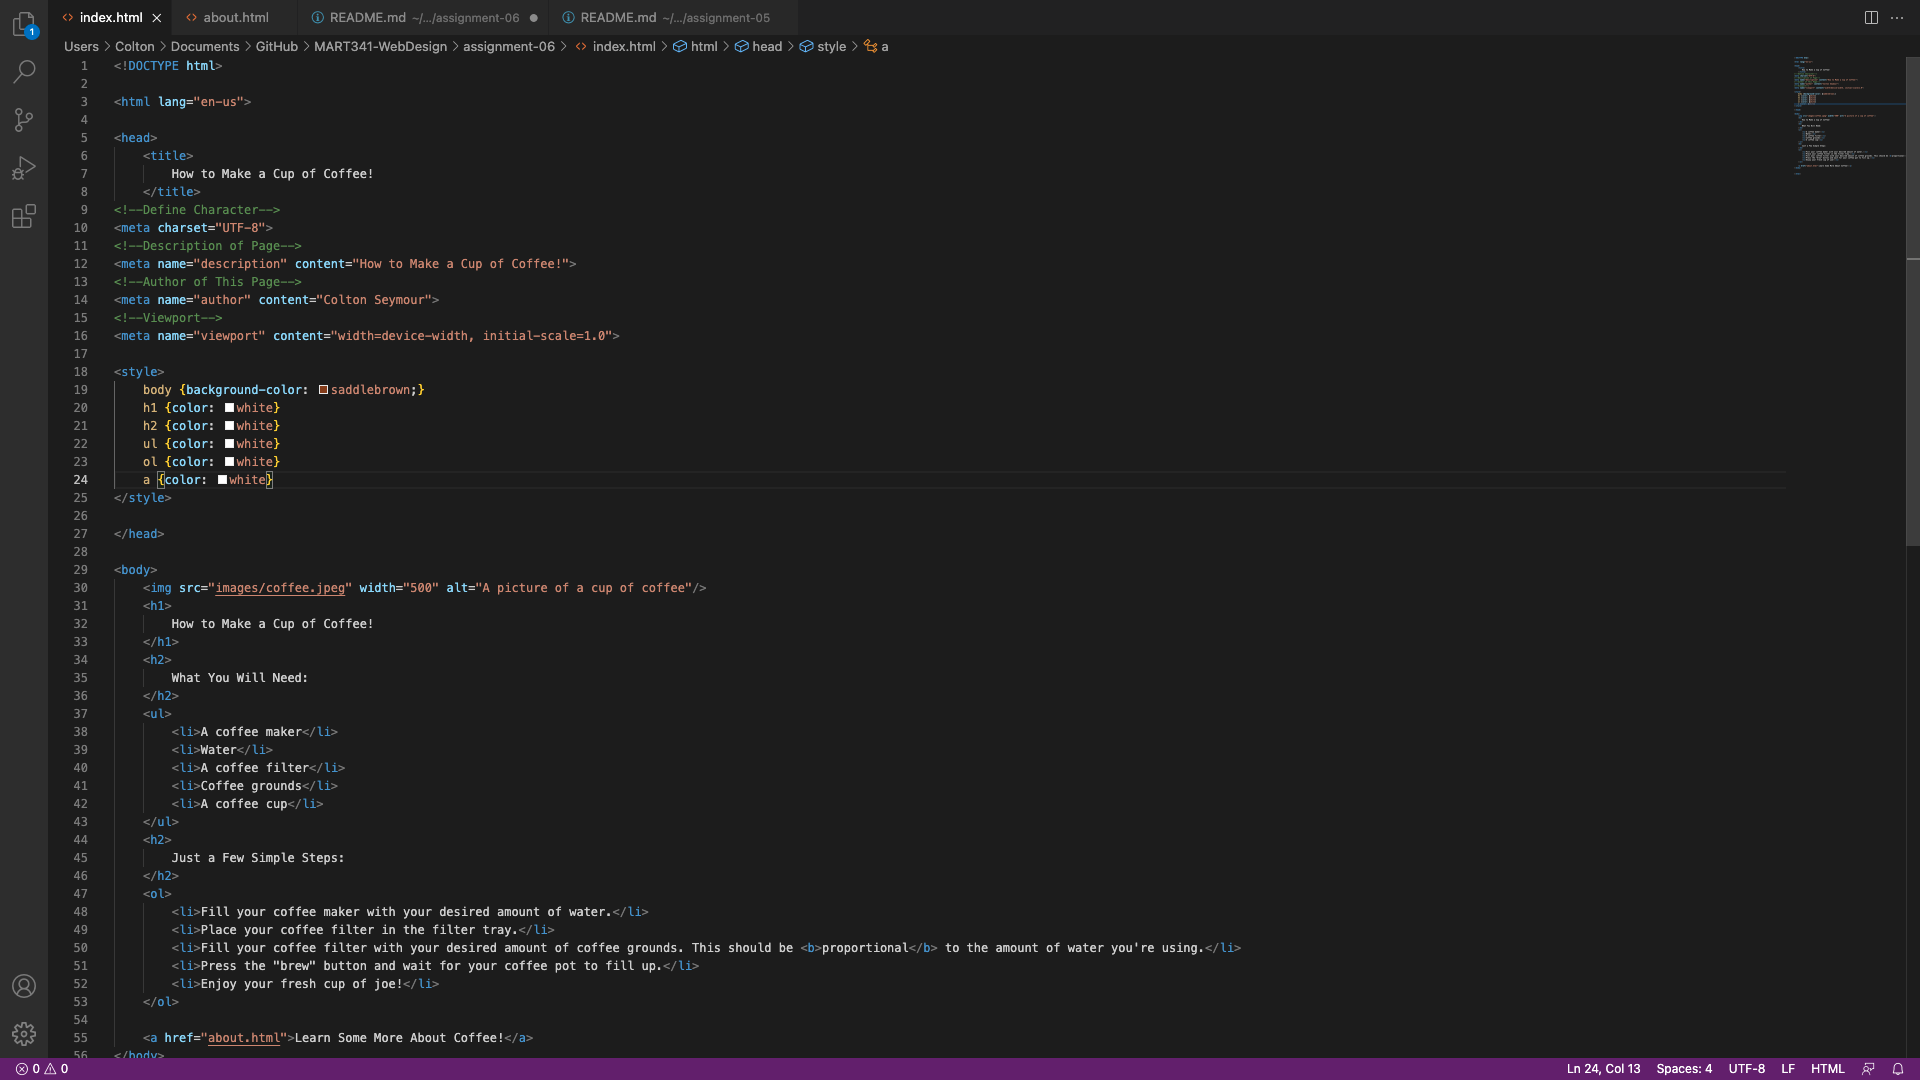 index.html
about.html
README.md ~/.../assignment-06
README.md ~/.../assignment-05
Users > Colton > Documents > GitHub > MART341-WebDesign > assignment-06 > index.html > html > head > style > a
1 <!DOCTYPE html>
2
3 <html lang="en-us">
4
5 <head>
6 <title>
7 How to Make a Cup of Coffee!
8 </title>
9 <!--Define Character-->
10 <meta charset="UTF-8">
11 <!--Description of Page-->
12 <meta name="description" content="How to Make a Cup of Coffee!">
13 <!--Author of This Page-->
14 <meta name="author" content="Colton Seymour">
15 <!--Viewport-->
16 <meta name="viewport" content="width=device-width, initial-scale=1.0">
17
18 <style>
19 body {background-color: saddlebrown;}
20 h1 {color: white}
21 h2 {color: white}
22 ul {color: white}
23 ol {color: white}
24 a {color: white}
25 </style>
26
27 </head>
28
29 <body>
30 <img src="images/coffee.jpeg" width="500" alt="A picture of a cup of coffee"/>
31 <h1>
32 How to Make a Cup of Coffee!
33 </h1>
34 <h2>
35 What You Will Need:
36 </h2>
37 <ul>
38 <li>A coffee maker</li>
39 <li>Water</li>
40 <li>A coffee filter</li>
41 <li>Coffee grounds</li>
42 <li>A coffee cup</li>
43 </ul>
44 <h2>
45 Just a Few Simple Steps:
46 </h2>
47 <ol>
48 <li>Fill your coffee maker with your desired amount of water.</li>
49 <li>Place your coffee filter in the filter tray.</li>
50 <li>Fill your coffee filter with your desired amount of coffee grounds. This should be <b>proportional</b> to the amount of water you're using.</li>
51 <li>Press the "brew" button and wait for your coffee pot to fill up.</li>
52 <li>Enjoy your fresh cup of joe!</li>
53 </ol>
54
55 <a href="about.html">Learn Some More About Coffee!</a>
56 </body>
1
0 0
Ln 24, Col 13 Spaces: 4 UTF-8 LF HTML